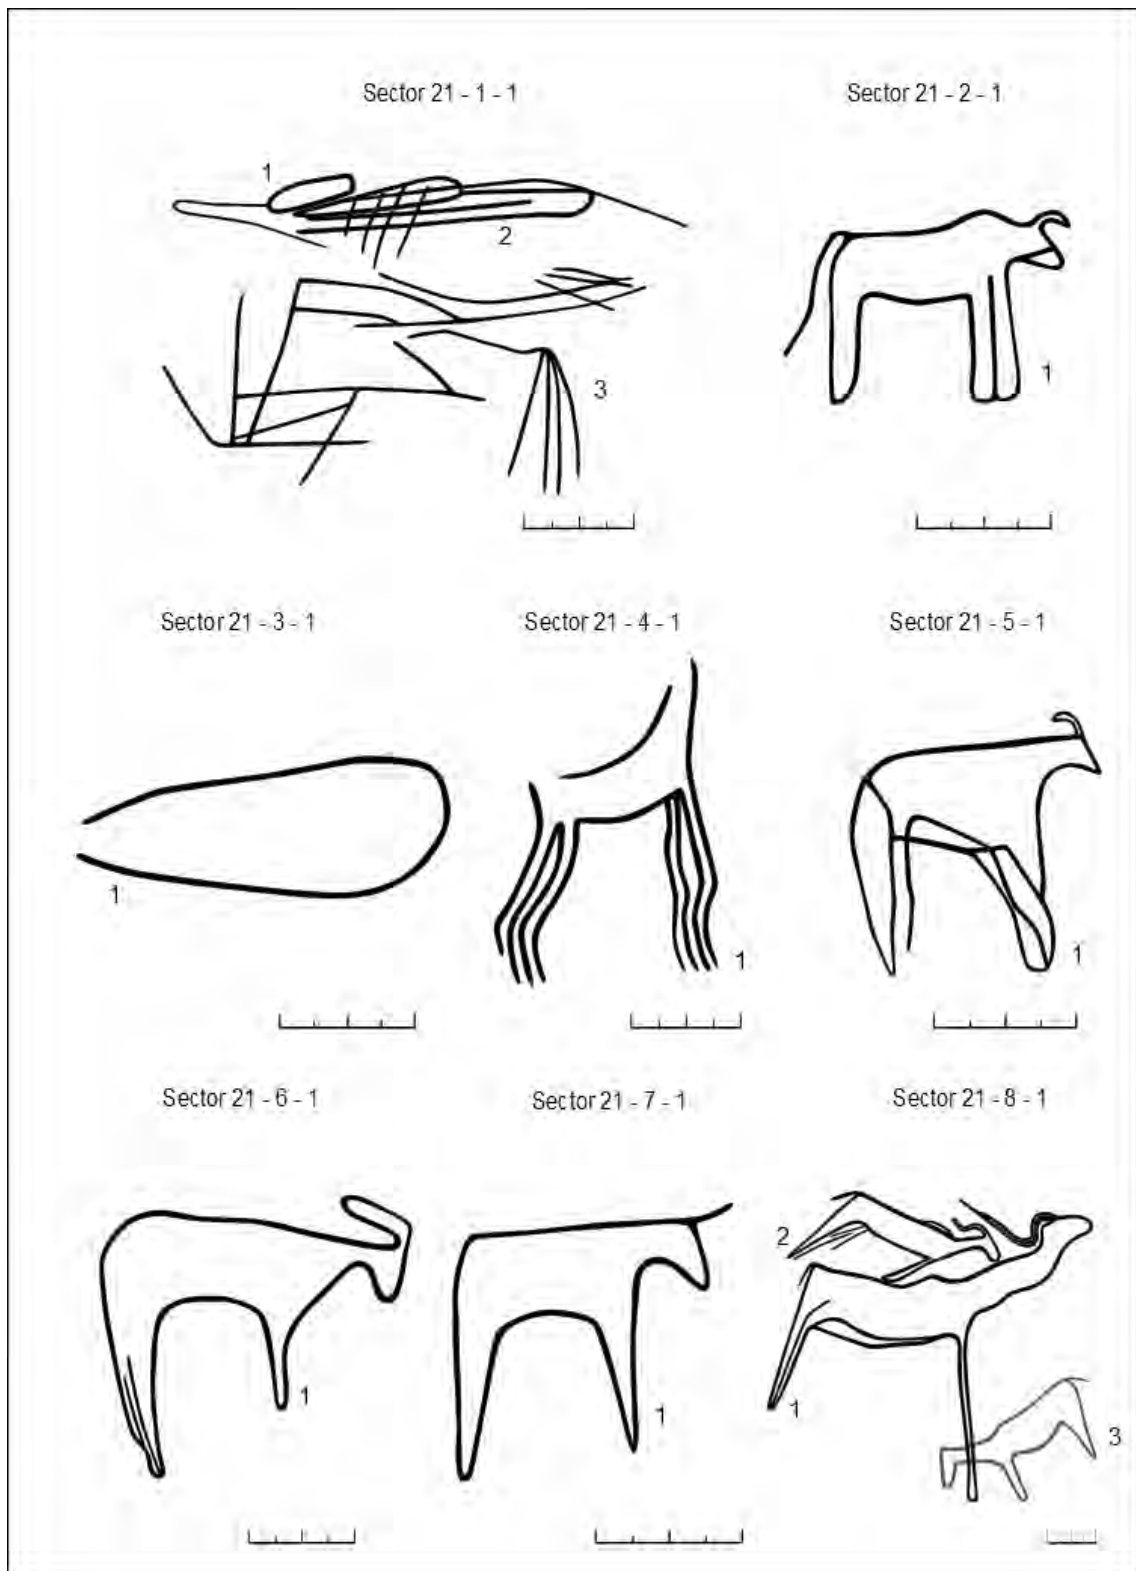 Sector 21 - 1 - 1
Sector 21 - 2 - 1
1
2
3
1
Sector 21 - 3 - 1
Sector 21 - 4 - 1
Sector 21 - 5 - 1
1
1
1
Sector 21 - 6 - 1
Sector 21 - 7 - 1
Sector 21 - 8 - 1
1
1
2
1
3